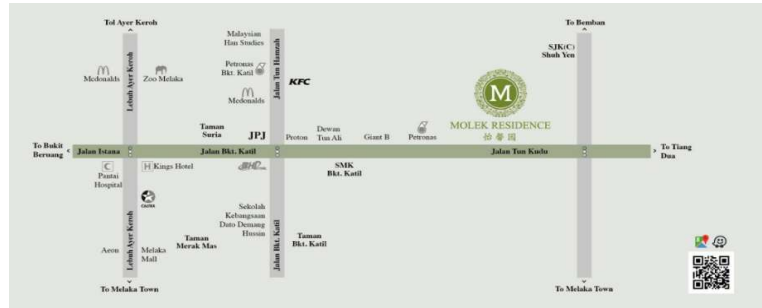 Tol Ayer Keroh
To Bemban
Malaysian
Han Studies
SJK(C)
Shuh Yen
Lebuh Ayer Keroh
Jalan Tun Hamzah
Mcdonalds
Zoo Melaka
Petronas
Bkt. Katil
KFC
Mcdonalds
M
MOLEK RESIDENCE
怡馨园
Taman
Suria
JPJ
Proton
Dewan
Tun Ali
Giant B
Petronas
To Bukit
Beruang
Jalan Istana
Jalan Bkt. Katil
Jalan Tun Kudu
To Tiang
Dua
Pantai
Hospital
H Kings Hotel
SMK
Bkt. Katil
CALTEX
Lebuh Ayer Keroh
Jalan Bkt. Katil
Sekolah
Kebangsaan
Dato Demang
Hussin
Aeon
Melaka
Mall
Taman
Merak Mas
Taman
Bkt. Katil
To Melaka Town
To Melaka Town